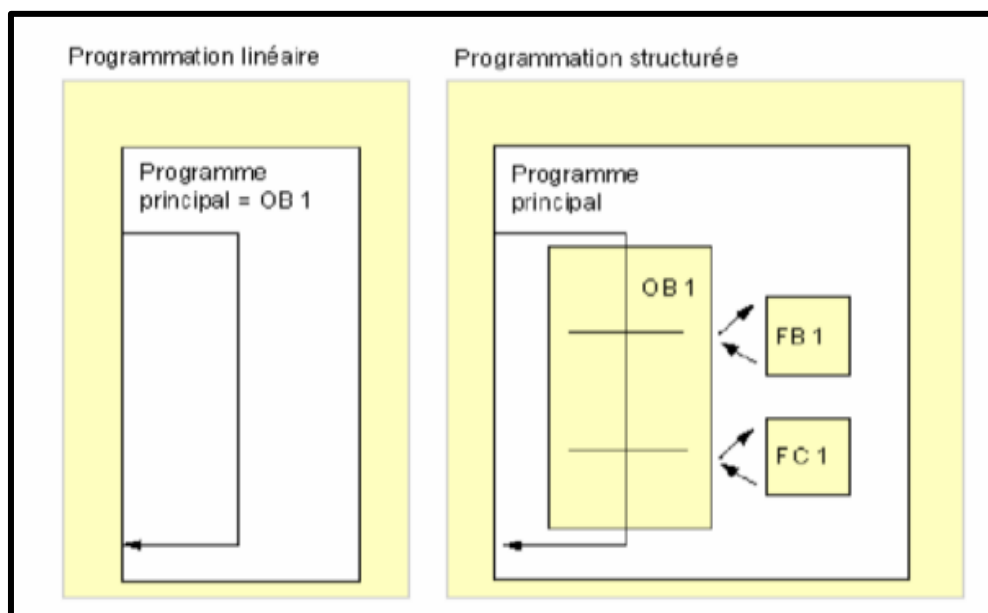 Programmation linéaire
Programme
principal = OB 1
Programmation structurée
Programme
principal
OB 1
FB 1
FC 1